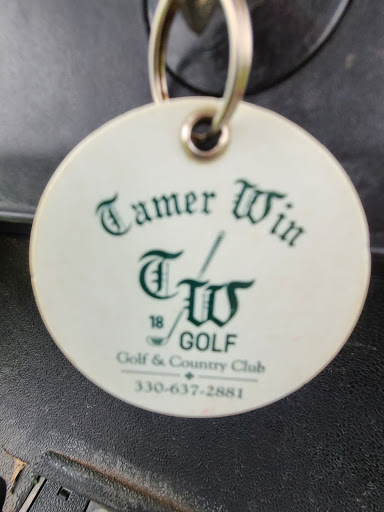 Tamer Win
TW
18 GOLF
Golf & Country Club
330-637-2881